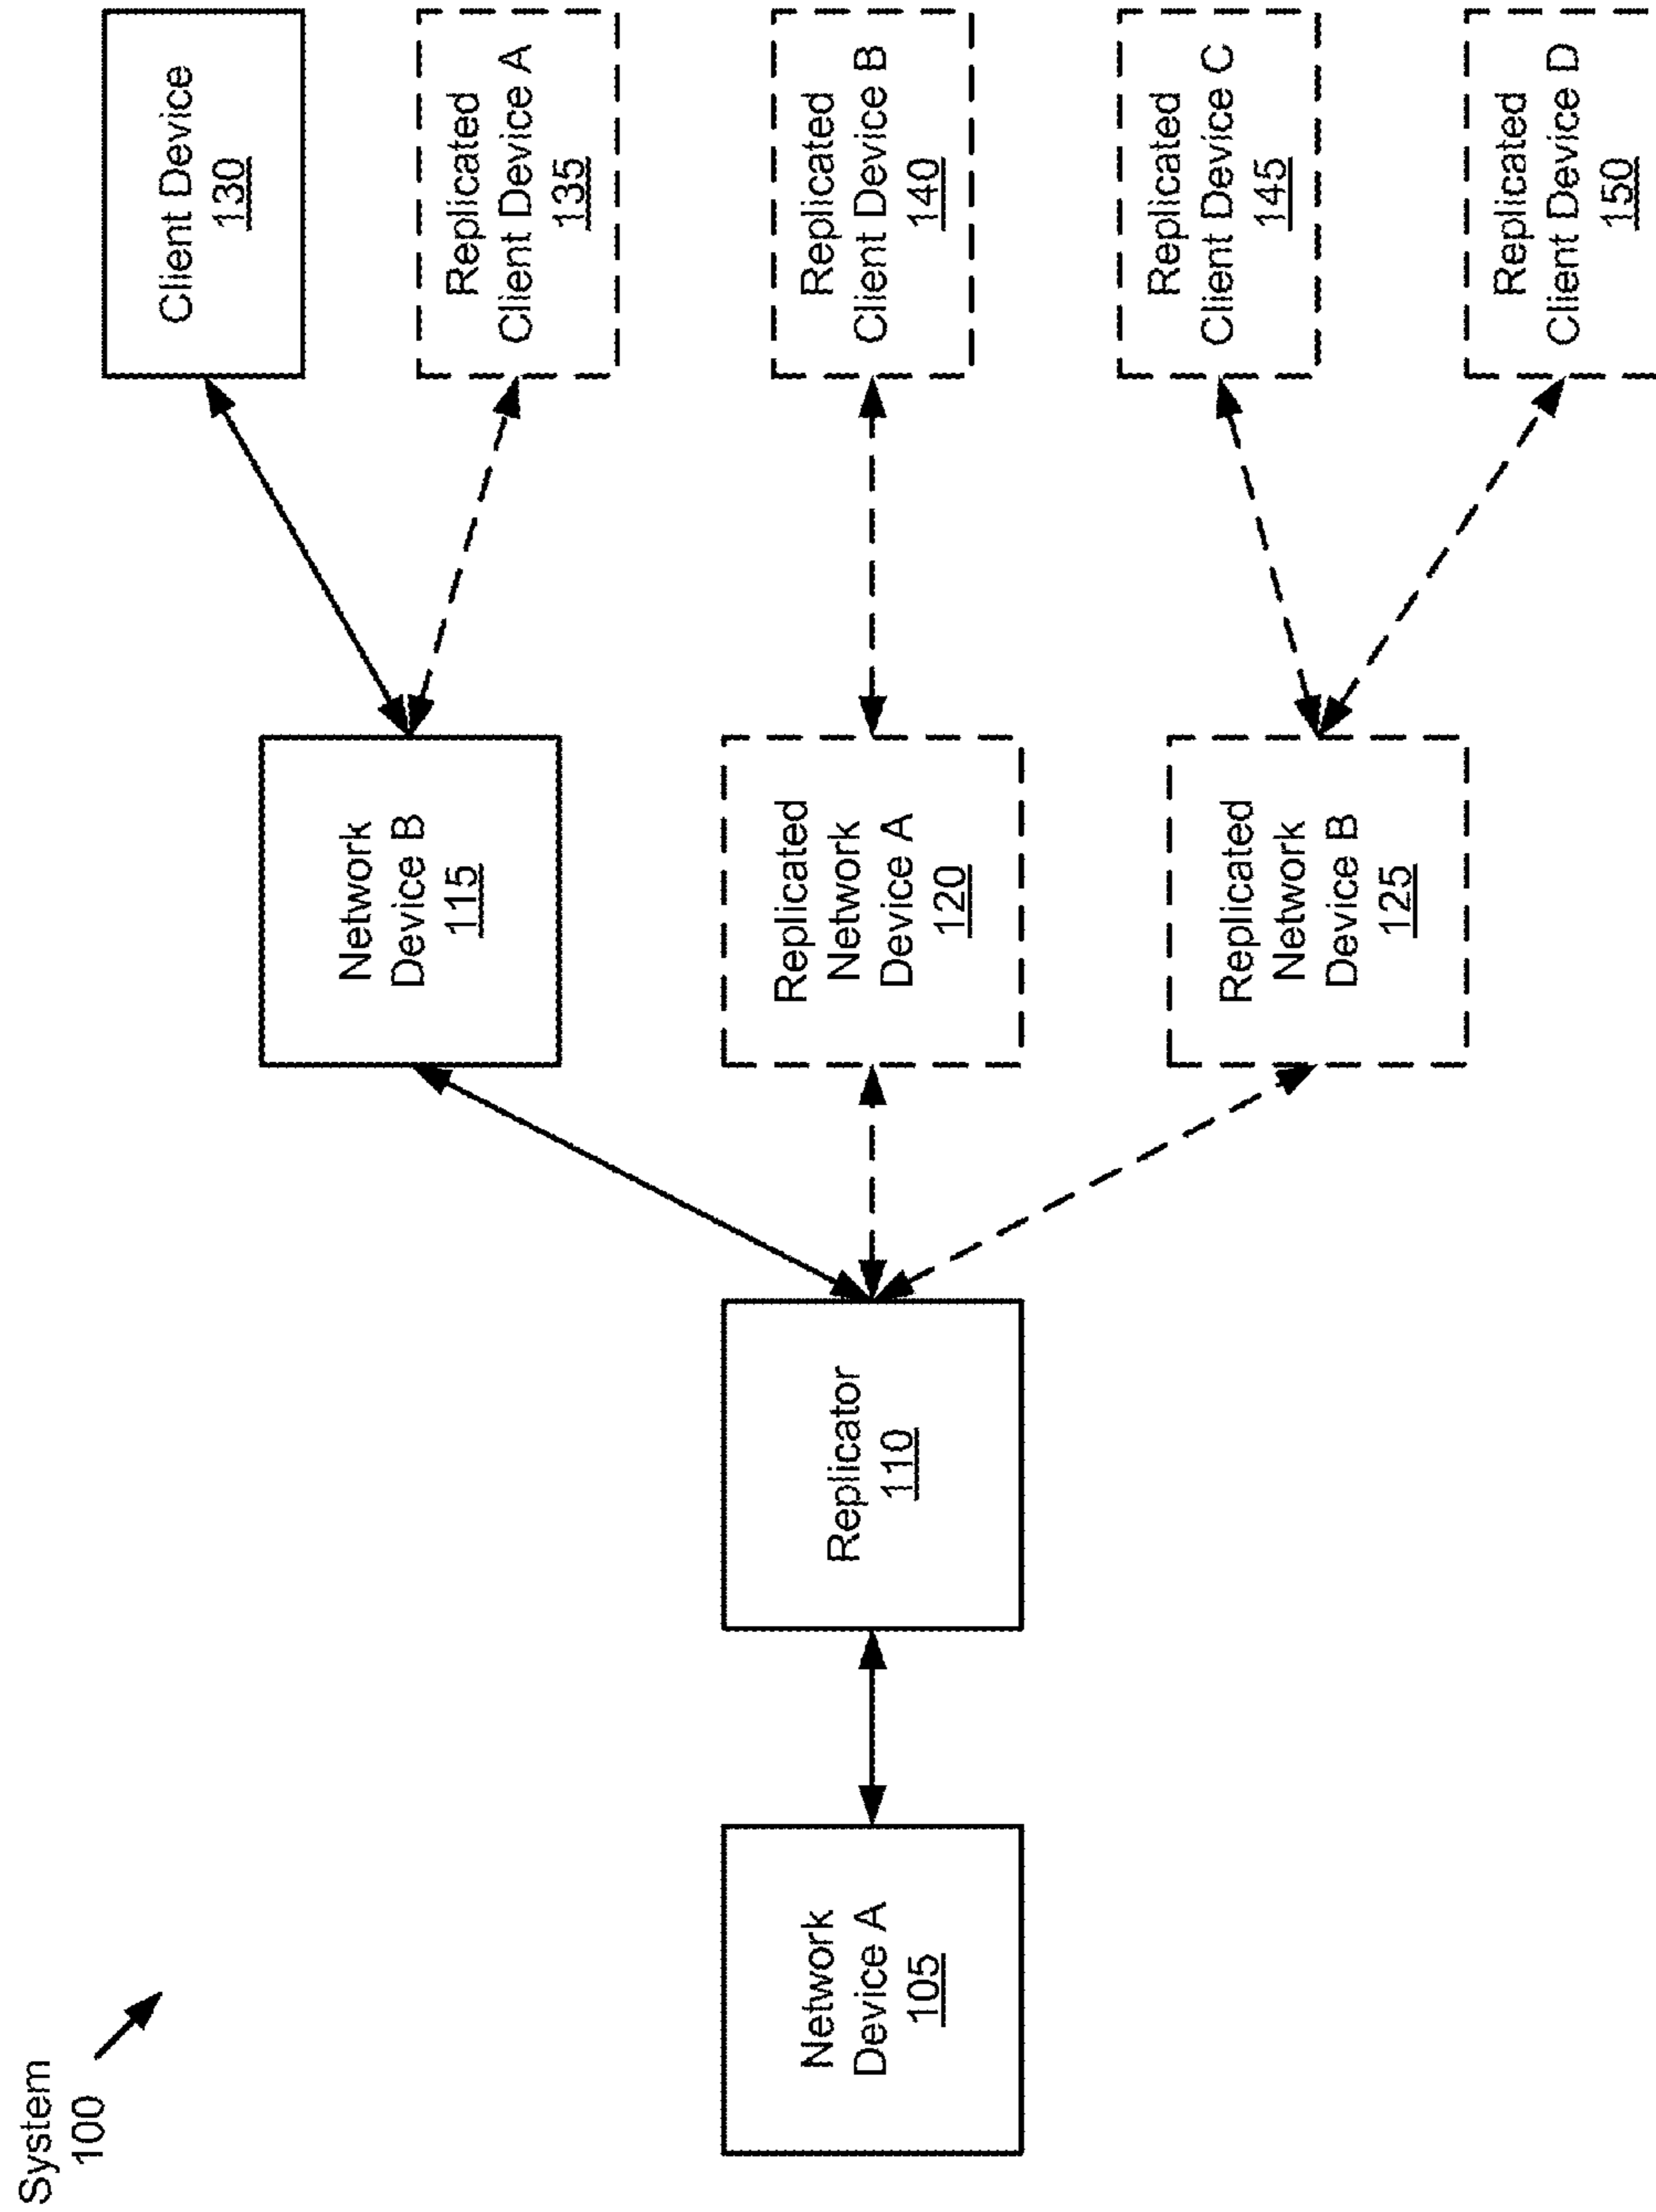 System
100
Network
Device A
105
Replicator
110
Network
Device B
115
Replicated
Network
Device A
120
Replicated
Network
Device B
125
Client Device
130
Replicated
Client Device A
135
Replicated
Client Device B
140
Replicated
Client Device C
145
Replicated
Client Device D
150